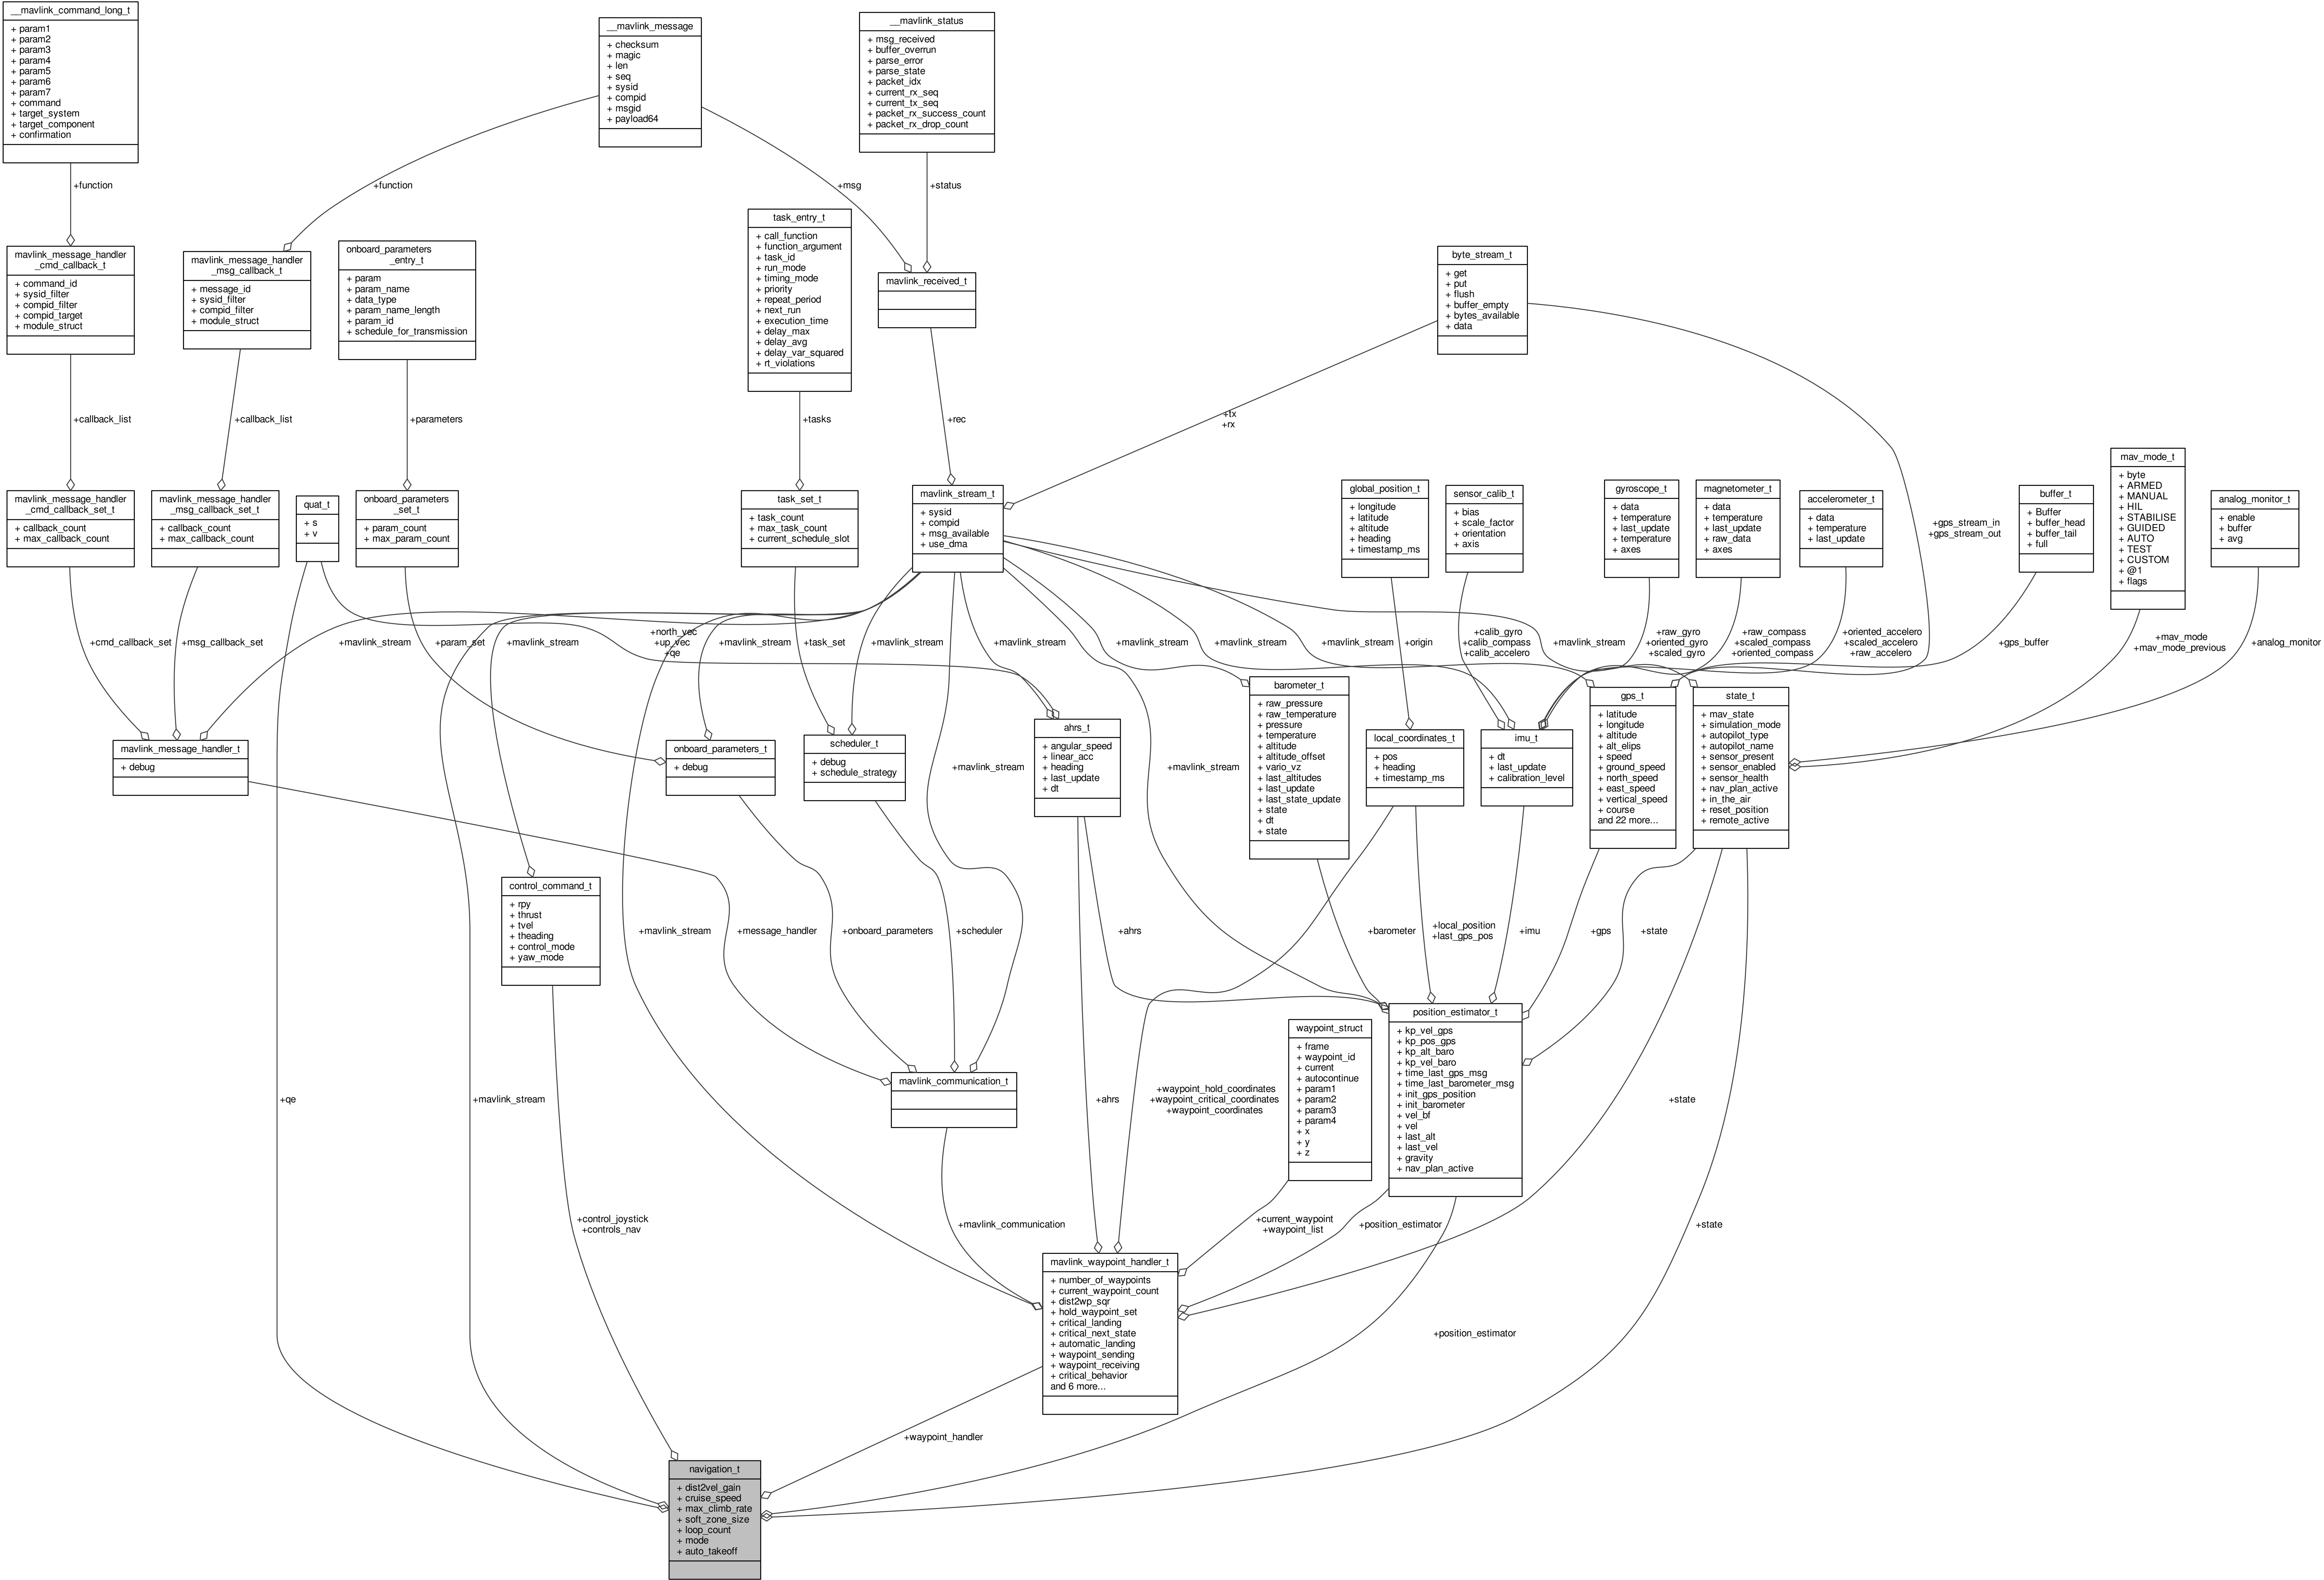 __mavlink_command_long_t
+ param1
+ param2
+ param3
+ param4
+ param5
+ param6
+ param7
+ command
+ target_system
+ target_component
+ confirmation
__mavlink_message
+ checksum
+ magic
+ len
+ seq
+ sysid
+ compid
+ msgid
+ payload64
__mavlink_status
+ msg_received
+ buffer_overrun
+ parse_error
+ parse_state
+ packet_idx
+ current_rx_seq
+ current_tx_seq
+ packet_rx_success_count
+ packet_rx_drop_count
+function
+function
+msg
+status
mavlink_message_handler
_cmd_callback_t
+ command_id
+ sysid_filter
+ compid_filter
+ compid_target
+ module_struct
mavlink_message_handler
_msg_callback_t
+ message_id
+ sysid_filter
+ compid_filter
+ module_struct
onboard_parameters
_entry_t
+ param
+ param_name
+ data_type
+ param_name_length
+ param_id
+ schedule_for_transmission
task_entry_t
+ call_function
+ function_argument
+ task_id
+ run_mode
+ timing_mode
+ priority
+ repeat_period
+ next_run
+ execution_time
+ delay_max
+ delay_avg
+ delay_var_squared
+ rt_violations
mavlink_received_t
byte_stream_t
+ get
+ put
+ flush
+ buffer_empty
+ bytes_available
+ data
+callback_list
+callback_list
+parameters
+tasks
+rec
+tx
+rx
mavlink_message_handler
_cmd_callback_set_t
+ callback_count
+ max_callback_count
mavlink_message_handler
_msg_callback_set_t
+ callback_count
+ max_callback_count
quat_t
+ s
+ v
onboard_parameters
_set_t
+ param_count
+ max_param_count
task_set_t
+ task_count
+ max_task_count
+ current_schedule_slot
mavlink_stream_t
+ sysid
+ compid
+ msg_available
+ use_dma
global_position_t
+ longitude
+ latitude
+ altitude
+ heading
+ timestamp_ms
sensor_calib_t
+ bias
+ scale_factor
+ orientation
+ axis
gyroscope_t
+ data
+ temperature
+ last_update
+ temperature
+ axes
magnetometer_t
+ data
+ temperature
+ last_update
+ raw_data
+ axes
accelerometer_t
+ data
+ temperature
+ last_update
+gps_stream_in
+gps_stream_out
buffer_t
+ Buffer
+ buffer_head
+ buffer_tail
+ full
mav_mode_t
+ byte
+ ARMED
+ MANUAL
+ HIL
+ STABILISE
+ GUIDED
+ AUTO
+ TEST
+ CUSTOM
+ @1
+ flags
analog_monitor_t
+ enable
+ buffer
+ avg
+cmd_callback_set
+msg_callback_set
+mavlink_stream
+param_set
+mavlink_stream
+north_vec
+up_vec
+qe
+mavlink_stream
+task_set
+mavlink_stream
+mavlink_stream
+mavlink_stream
+mavlink_stream
+mavlink_stream
+origin
+calib_gyro
+calib_compass
+calib_accelero
+mavlink_stream
+raw_gyro
+oriented_gyro
+scaled_gyro
+raw_compass
+scaled_compass
+oriented_compass
+oriented_accelero
+scaled_accelero
+raw_accelero
+gps_buffer
+mav_mode
+mav_mode_previous
+analog_monitor
mavlink_message_handler_t
+ debug
onboard_parameters_t
+ debug
scheduler_t
+ debug
+ schedule_strategy
+mavlink_stream
ahrs_t
+ angular_speed
+ linear_acc
+ heading
+ last_update
+ dt
+mavlink_stream
barometer_t
+ raw_pressure
+ raw_temperature
+ pressure
+ temperature
+ altitude
+ altitude_offset
+ vario_vz
+ last_altitudes
+ last_update
+ last_state_update
+ state
+ dt
+ state
local_coordinates_t
+ pos
+ heading
+ timestamp_ms
imu_t
+ dt
+ last_update
+ calibration_level
gps_t
+ latitude
+ longitude
+ altitude
+ alt_elips
+ speed
+ ground_speed
+ north_speed
+ east_speed
+ vertical_speed
+ course
and 22 more...
state_t
+ mav_state
+ simulation_mode
+ autopilot_type
+ autopilot_name
+ sensor_present
+ sensor_enabled
+ sensor_health
+ nav_plan_active
+ in_the_air
+ reset_position
+ remote_active
control_command_t
+ rpy
+ thrust
+ tvel
+ theading
+ control_mode
+ yaw_mode
+mavlink_stream
+message_handler
+onboard_parameters
+scheduler
+ahrs
+barometer
+local_position
+last_gps_pos
+imu
+gps
+state
+qe
+mavlink_stream
mavlink_communication_t
+ahrs
+waypoint_hold_coordinates
+waypoint_critical_coordinates
+waypoint_coordinates
waypoint_struct
+ frame
+ waypoint_id
+ current
+ autocontinue
+ param1
+ param2
+ param3
+ param4
+ x
+ y
+ z
position_estimator_t
+ kp_vel_gps
+ kp_pos_gps
+ kp_alt_baro
+ kp_vel_baro
+ time_last_gps_msg
+ time_last_barometer_msg
+ init_gps_position
+ init_barometer
+ vel_bf
+ vel
+ last_alt
+ last_vel
+ gravity
+ nav_plan_active
+state
+control_joystick
+controls_nav
+mavlink_communication
+current_waypoint
+waypoint_list
+position_estimator
+state
mavlink_waypoint_handler_t
+ number_of_waypoints
+ current_waypoint_count
+ dist2wp_sqr
+ hold_waypoint_set
+ critical_landing
+ critical_next_state
+ automatic_landing
+ waypoint_sending
+ waypoint_receiving
+ critical_behavior
and 6 more...
+position_estimator
+waypoint_handler
navigation_t
+ dist2vel_gain
+ cruise_speed
+ max_climb_rate
+ soft_zone_size
+ loop_count
+ mode
+ auto_takeoff